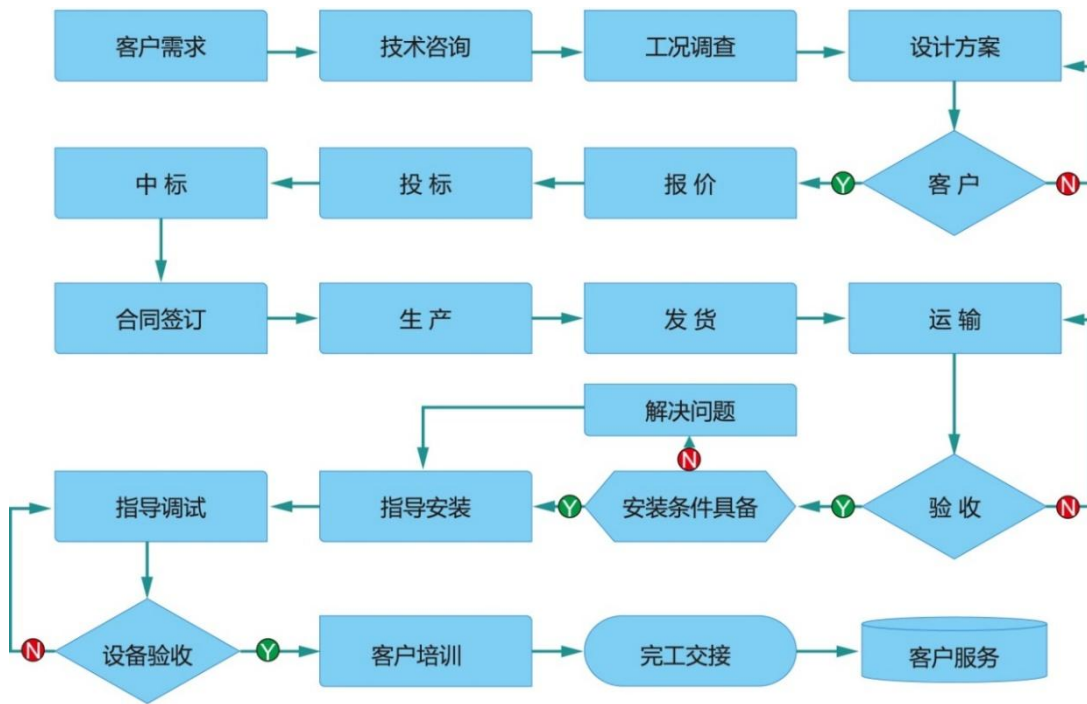 客户需求
技术咨询
工况调查
设计方案
中 标
投 标
报 价
Y
客 户
N
合同签订
生 产
发 货
运 输
解决问题
N
指导调试
指导安装
Y
安装条件具备
Y
验 收
N
N
设备验收
Y
客户培训
完工交接
客户服务